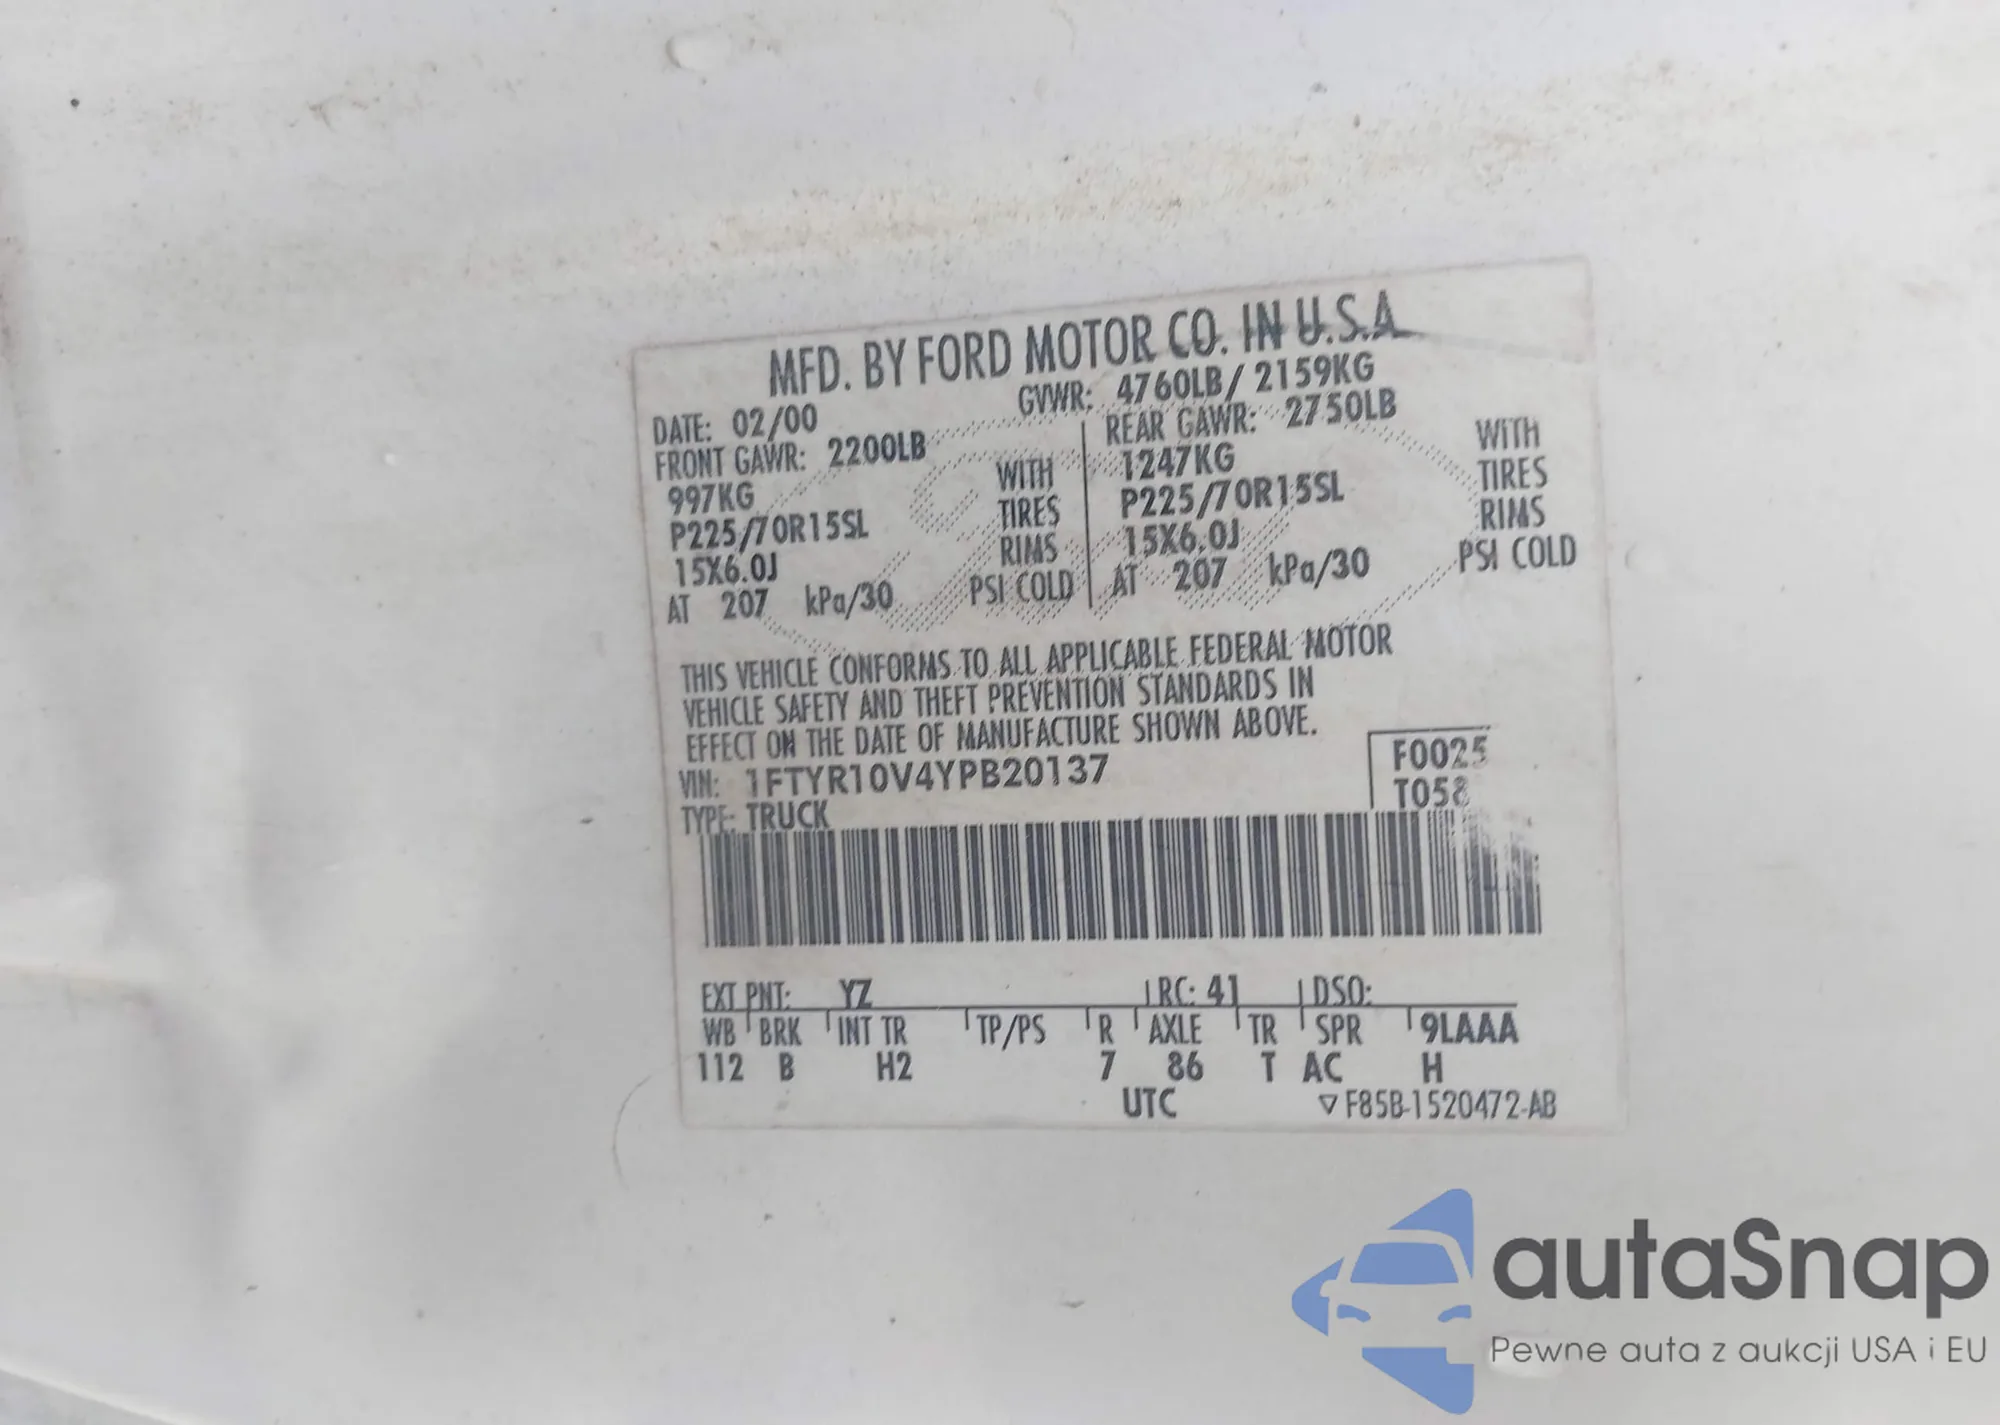 MFD. BY FORD MOTOR CO. IN U.S.A.
DATE: 02/00 GVWR: 4760LB/ 2159KG
FRONT GAWR: 2200LB REAR GAWR: 2750LB
997KG WITH 1247KG WITH
P225/70R15SL TIRES P225/70R15SL TIRES
15X6.0J RIMS 15X6.0J RIMS
AT 207 kPa/30 PSI COLD AT 207 kPa/30 PSI COLD
THIS VEHICLE CONFORMS TO ALL APPLICABLE FEDERAL MOTOR
VEHICLE SAFETY AND THEFT PREVENTION STANDARDS IN
EFFECT ON THE DATE OF MANUFACTURE SHOWN ABOVE.
VIN: 1FTYR10V4YPB20137 F0025
TYPE: TRUCK T058
EXT PNT: YZ RC: 41 DSO:
WB BRK INT TR TP/PS R AXLE TR SPR 9LAAA
112 B H2 7 86 T AC H
UTC ▽ F85B-1520472-AB
autaSnap
Pewne auta z aukcji USA i EU